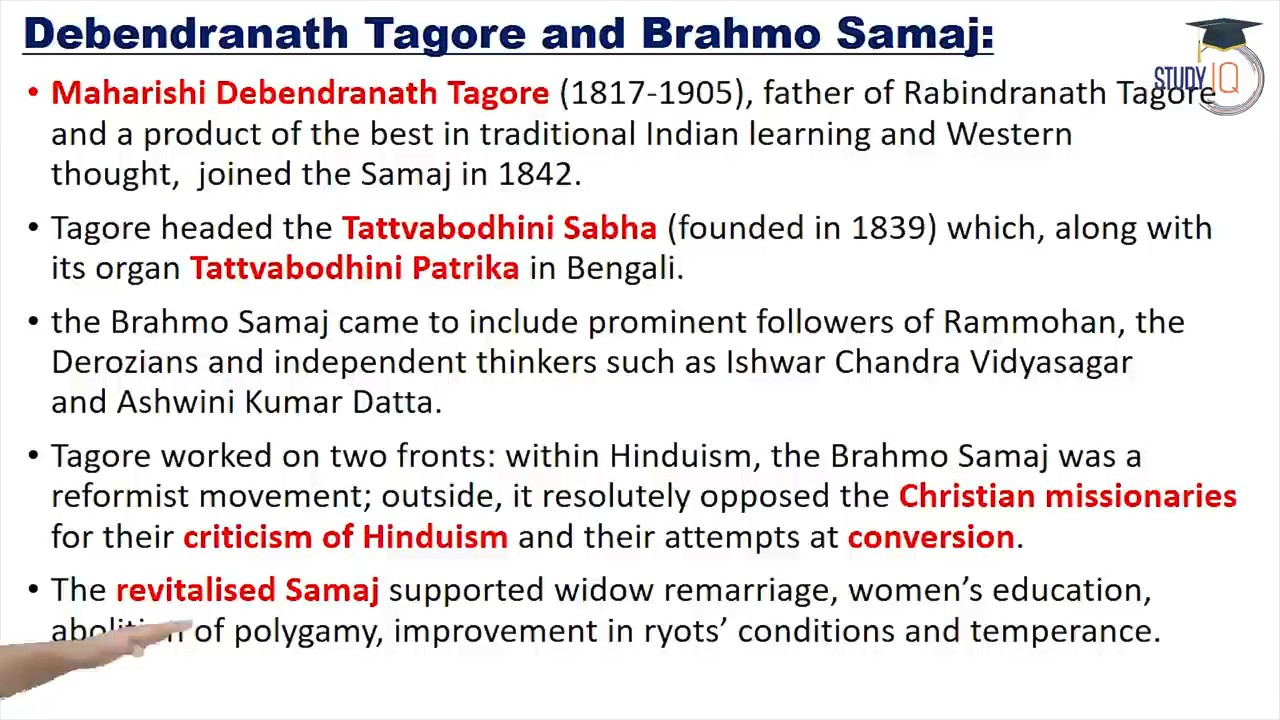 Debendranath Tagore and Brahmo Samaj:
STUDY IQ
• Maharishi Debendranath Tagore (1817-1905), father of Rabindranath Tagore
and a product of the best in traditional Indian learning and Western
thought, joined the Samaj in 1842.
• Tagore headed the Tattvabodhini Sabha (founded in 1839) which, along with
its organ Tattvabodhini Patrika in Bengali.
• the Brahmo Samaj came to include prominent followers of Rammohan, the
Derozians and independent thinkers such as Ishwar Chandra Vidyasagar
and Ashwini Kumar Datta.
• Tagore worked on two fronts: within Hinduism, the Brahmo Samaj was a
reformist movement; outside, it resolutely opposed the Christian missionaries
for their criticism of Hinduism and their attempts at conversion.
• The revitalised Samaj supported widow remarriage, women’s education,
abolition of polygamy, improvement in ryots’ conditions and temperance.